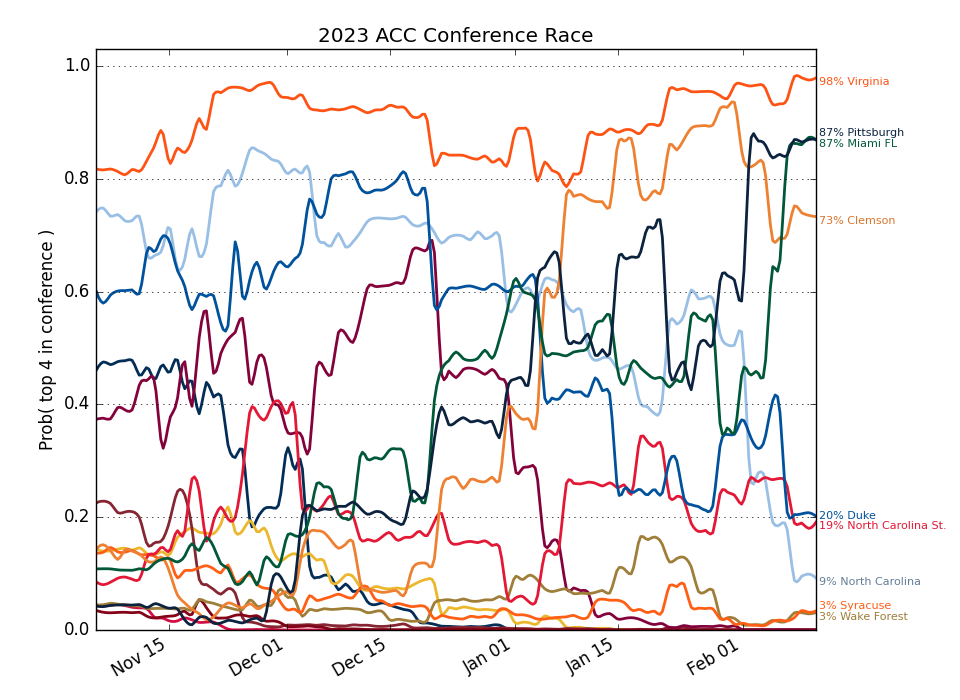 2023 ACC Conference Race
Prob( top 4 in conference )
1.0
0.8
0.6
0.4
0.2
0.0
Nov 15
Dec 01
Dec 15
Jan 01
Jan 15
Feb 01
98% Virginia
87% Pittsburgh
87% Miami FL
73% Clemson
20% Duke
19% North Carolina St.
9% North Carolina
3% Syracuse
3% Wake Forest